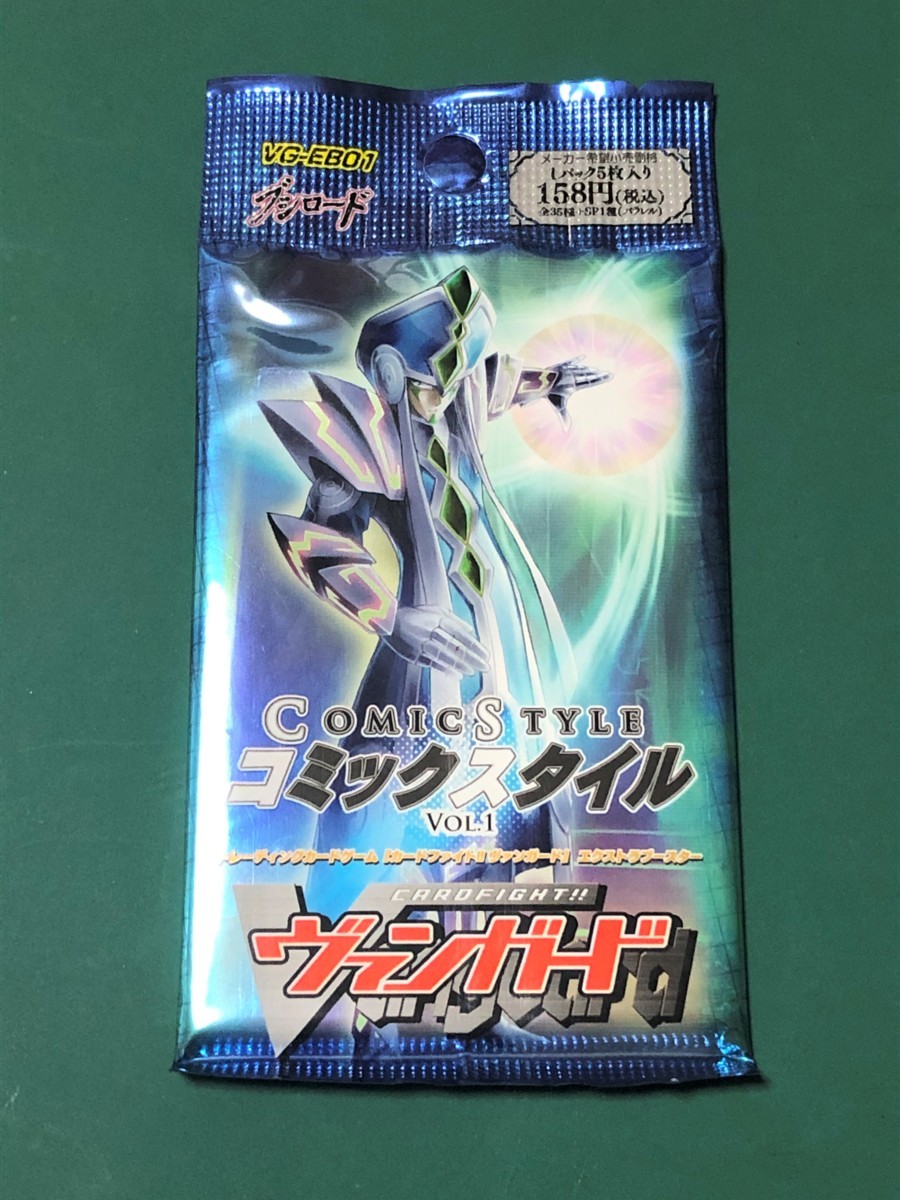 VG-EB01
ブシロード
メーカー希望小売価格
1パック5枚入り
158円(税込)
全35種+SP1種(パラレル)
COMIC STYLE
コミックスタイル
VOL.1
トレーディングカードゲーム「カードファイト!!ヴァンガード」 エクストラブースター
CARDFIGHT!!
ヴァンガード
Vanguard